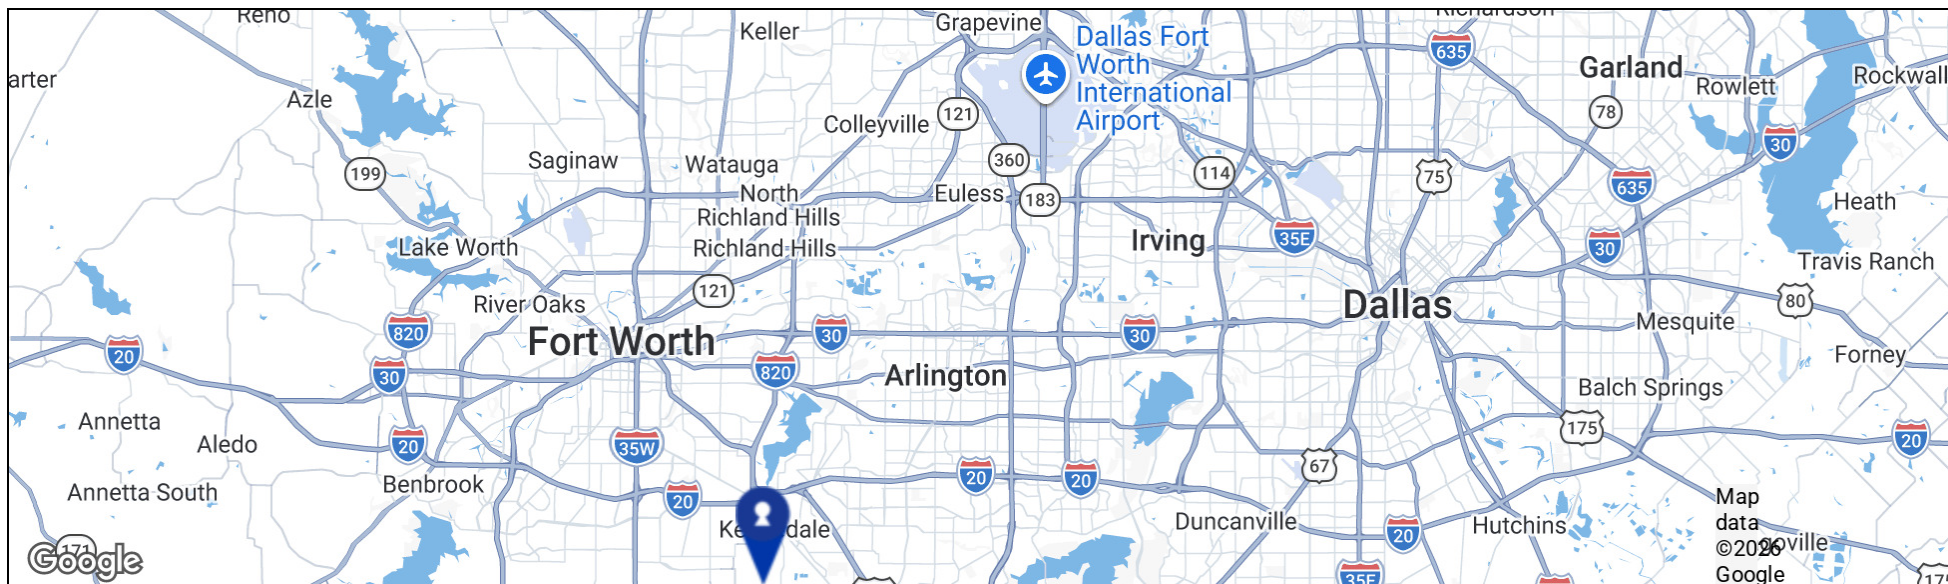 Reno
Keller
Grapevine
Richardson
Dallas Fort
Worth
International
Airport
635
Garland
Rowlett
Rockwall
arter
Azle
121
Colleyville
78
30
199
Saginaw
Watauga
360
114
75
635
North
Richland Hills
Euless
183
Heath
Lake Worth
Richland Hills
Irving
35E
30
Travis Ranch
121
River Oaks
Dallas
80
820
Fort Worth
30
30
Mesquite
20
30
820
Arlington
Forney
Balch Springs
Annetta
Aledo
20
35W
175
20
67
Annetta South
Benbrook
20
20
20
Map
data
©2026
Google
Duncanville
20
Hutchins
171
Google
35E